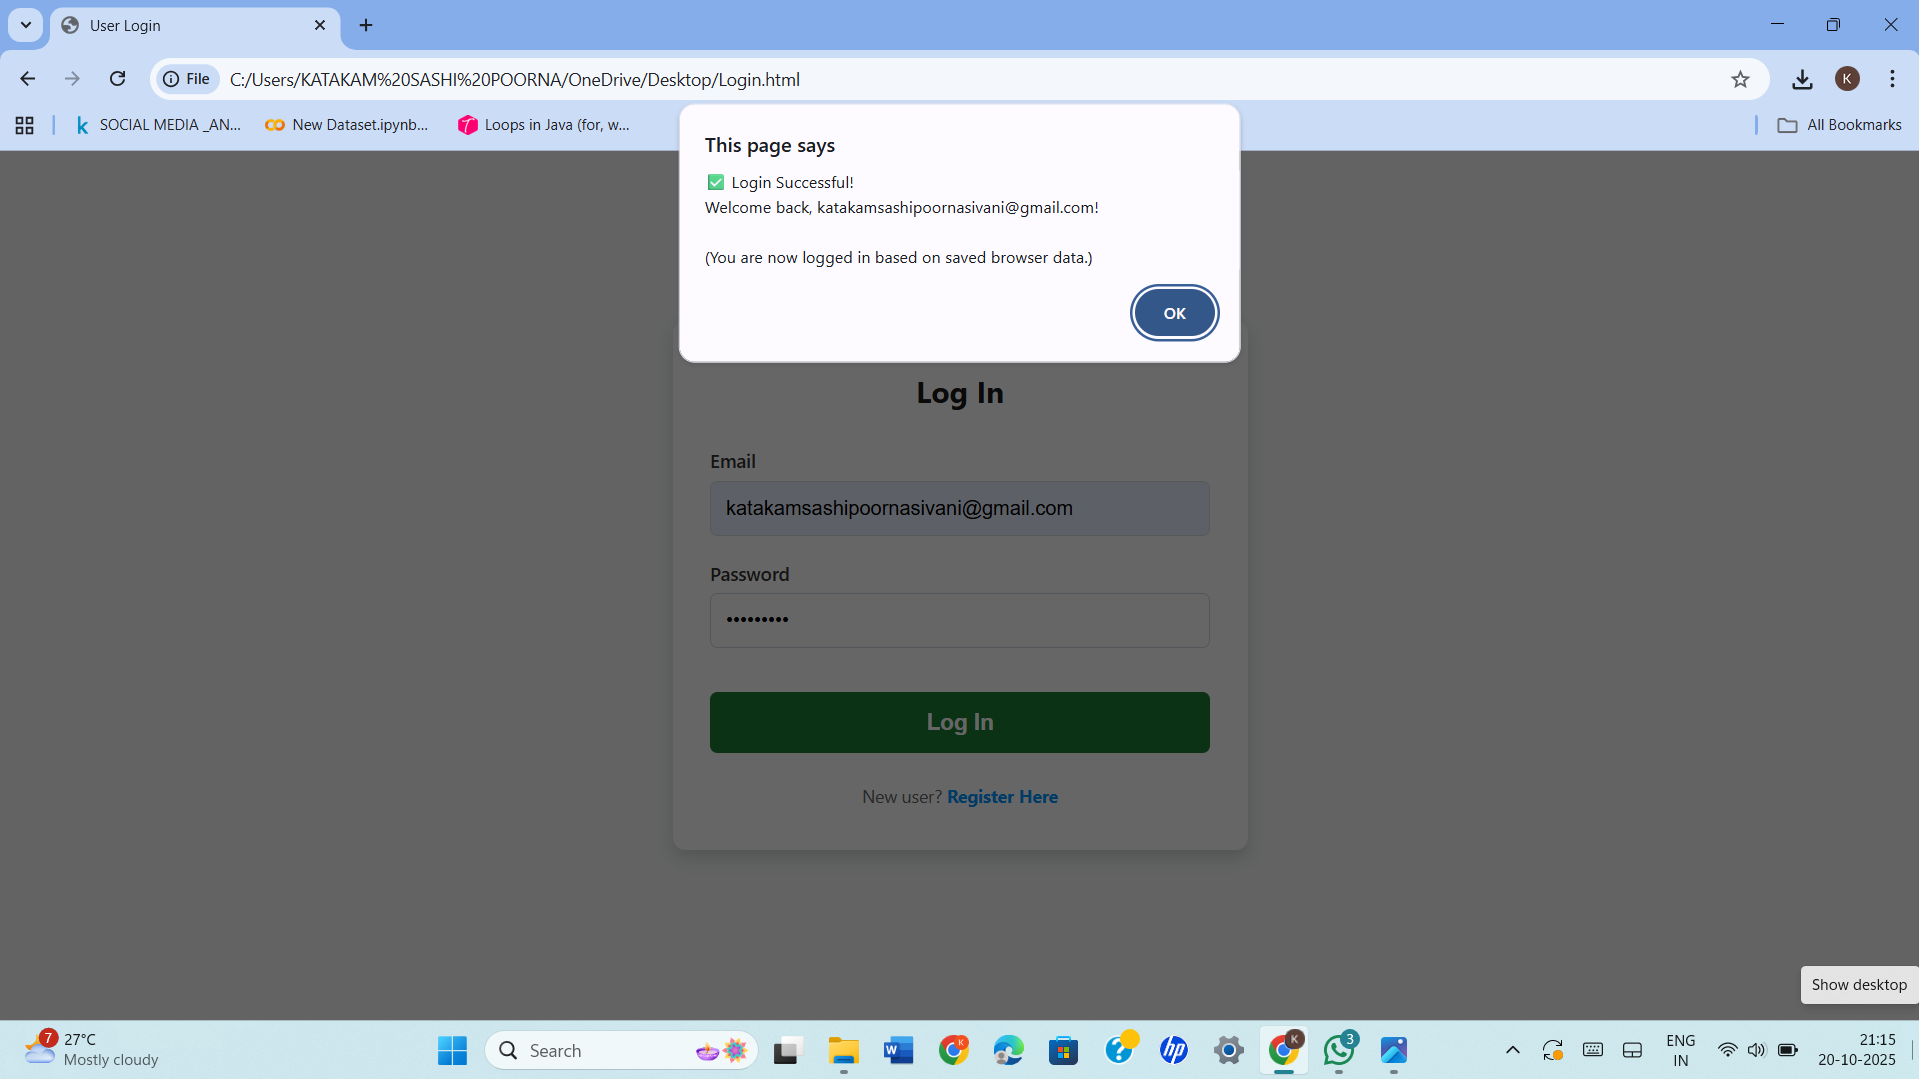 User Login
File
C:/Users/KATAKAM%20SASHI%20POORNA/OneDrive/Desktop/Login.html
K
SOCIAL MEDIA _AN...
New Dataset.ipynb...
Loops in Java (for, w...
All Bookmarks
This page says
✅ Login Successful!
Welcome back, katakamsashipoornasivani@gmail.com!
(You are now logged in based on saved browser data.)
OK
Log In
Email
katakamsashipoornasivani@gmail.com
Password
•••••••••
Log In
New user? Register Here
Show desktop
7
27°C
Mostly cloudy
Search
W
K
?
hp
K
3
ENG
IN
21:15
20-10-2025